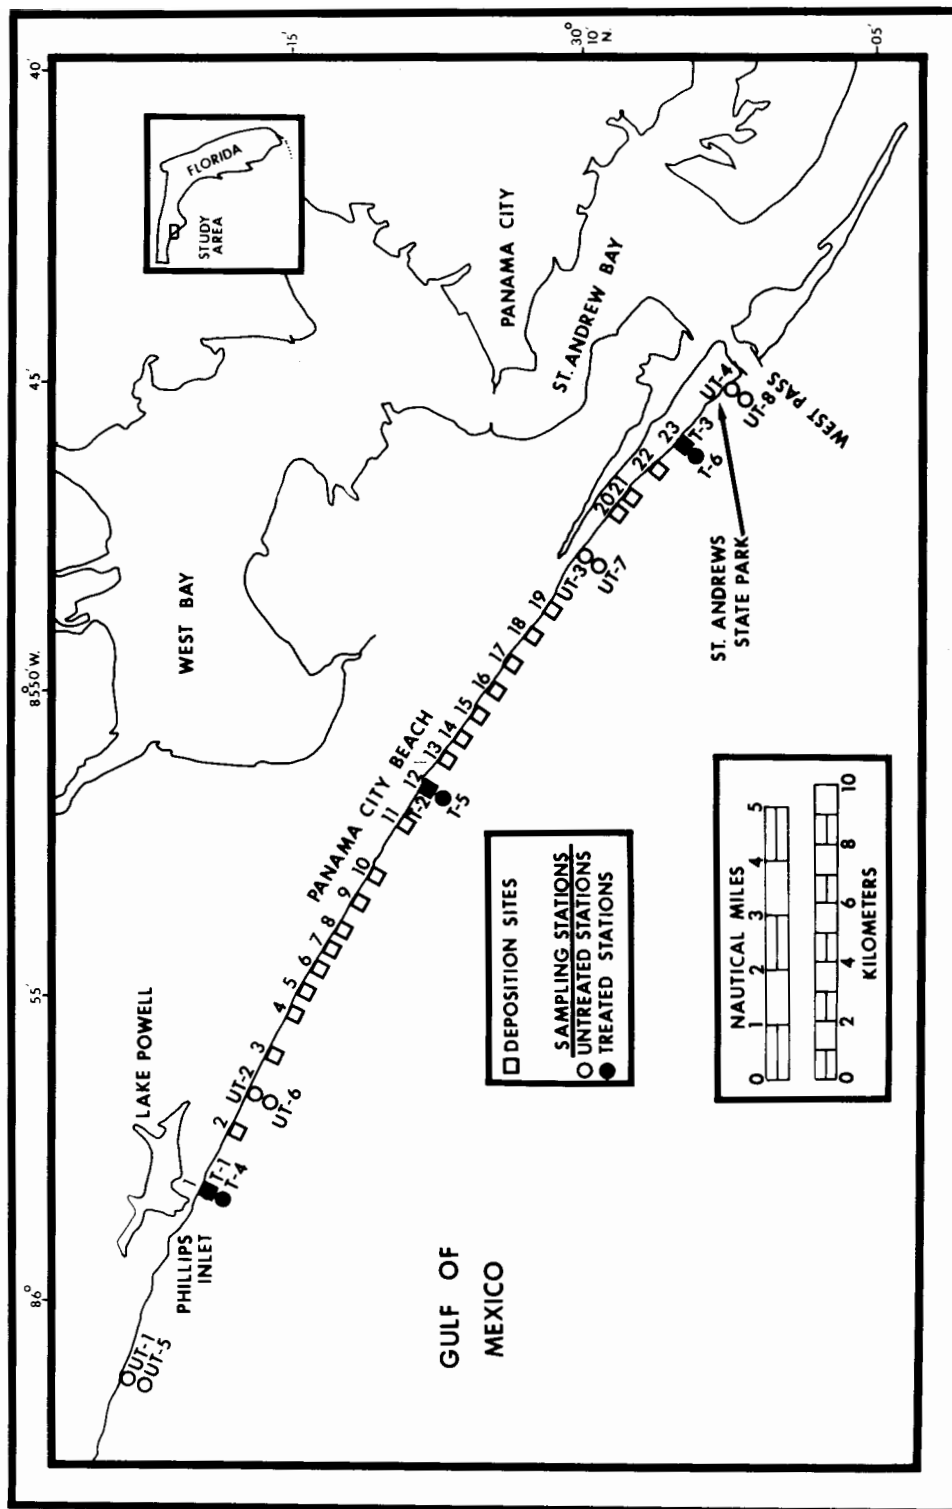 40'
45'
85°50'W.
55'
86°
15'
30°
10'
N.
05'
FLORIDA
STUDY
AREA
PANAMA CITY
ST. ANDREW BAY
WEST BAY
LAKE POWELL
PHILLIPS
INLET
PANAMA CITY BEACH
WEST PASS
ST. ANDREWS
STATE PARK
GULF OF
MEXICO
UT-1
UT-5
1
T-1
T-4
2
UT-2
UT-6
3
4
5
6
7
8
9
10
11
12
T-2
T-5
13
14
15
16
17
18
19
UT-3
UT-7
20
21
22
23
T-3
T-6
UT-4
UT-8
DEPOSITION SITES
SAMPLING STATIONS
UNTREATED STATIONS
TREATED STATIONS
NAUTICAL MILES
0 1 2 3 4 5
0 2 4 6 8 10
KILOMETERS